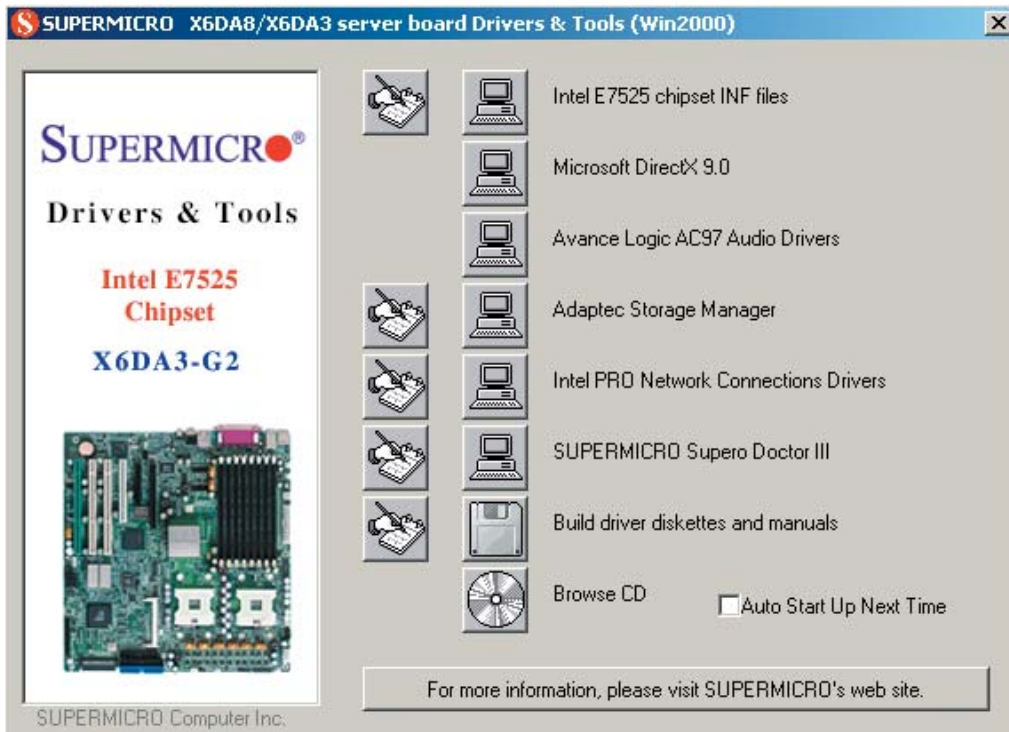 SUPERMICRO X6DA8/X6DA3 server board Drivers & Tools (Win2000)
SUPERMICRO®
Drivers & Tools
Intel E7525
Chipset
X6DA3-G2
SUPERMICRO Computer Inc.
Intel E7525 chipset INF files
Microsoft DirectX 9.0
Avance Logic AC97 Audio Drivers
Adaptec Storage Manager
Intel PRO Network Connections Drivers
SUPERMICRO Supero Doctor III
Build driver diskettes and manuals
Browse CD
Auto Start Up Next Time
For more information, please visit SUPERMICRO's web site.